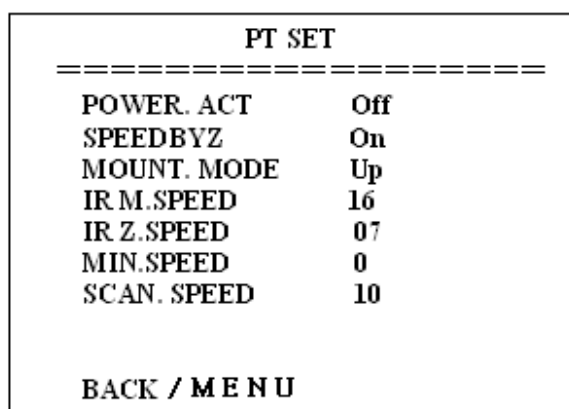 PT SET
===================
POWER. ACT Off
SPEEDBYZ On
MOUNT. MODE Up
IR M.SPEED 16
IR Z.SPEED 07
MIN.SPEED 0
SCAN. SPEED 10
BACK / M E N U